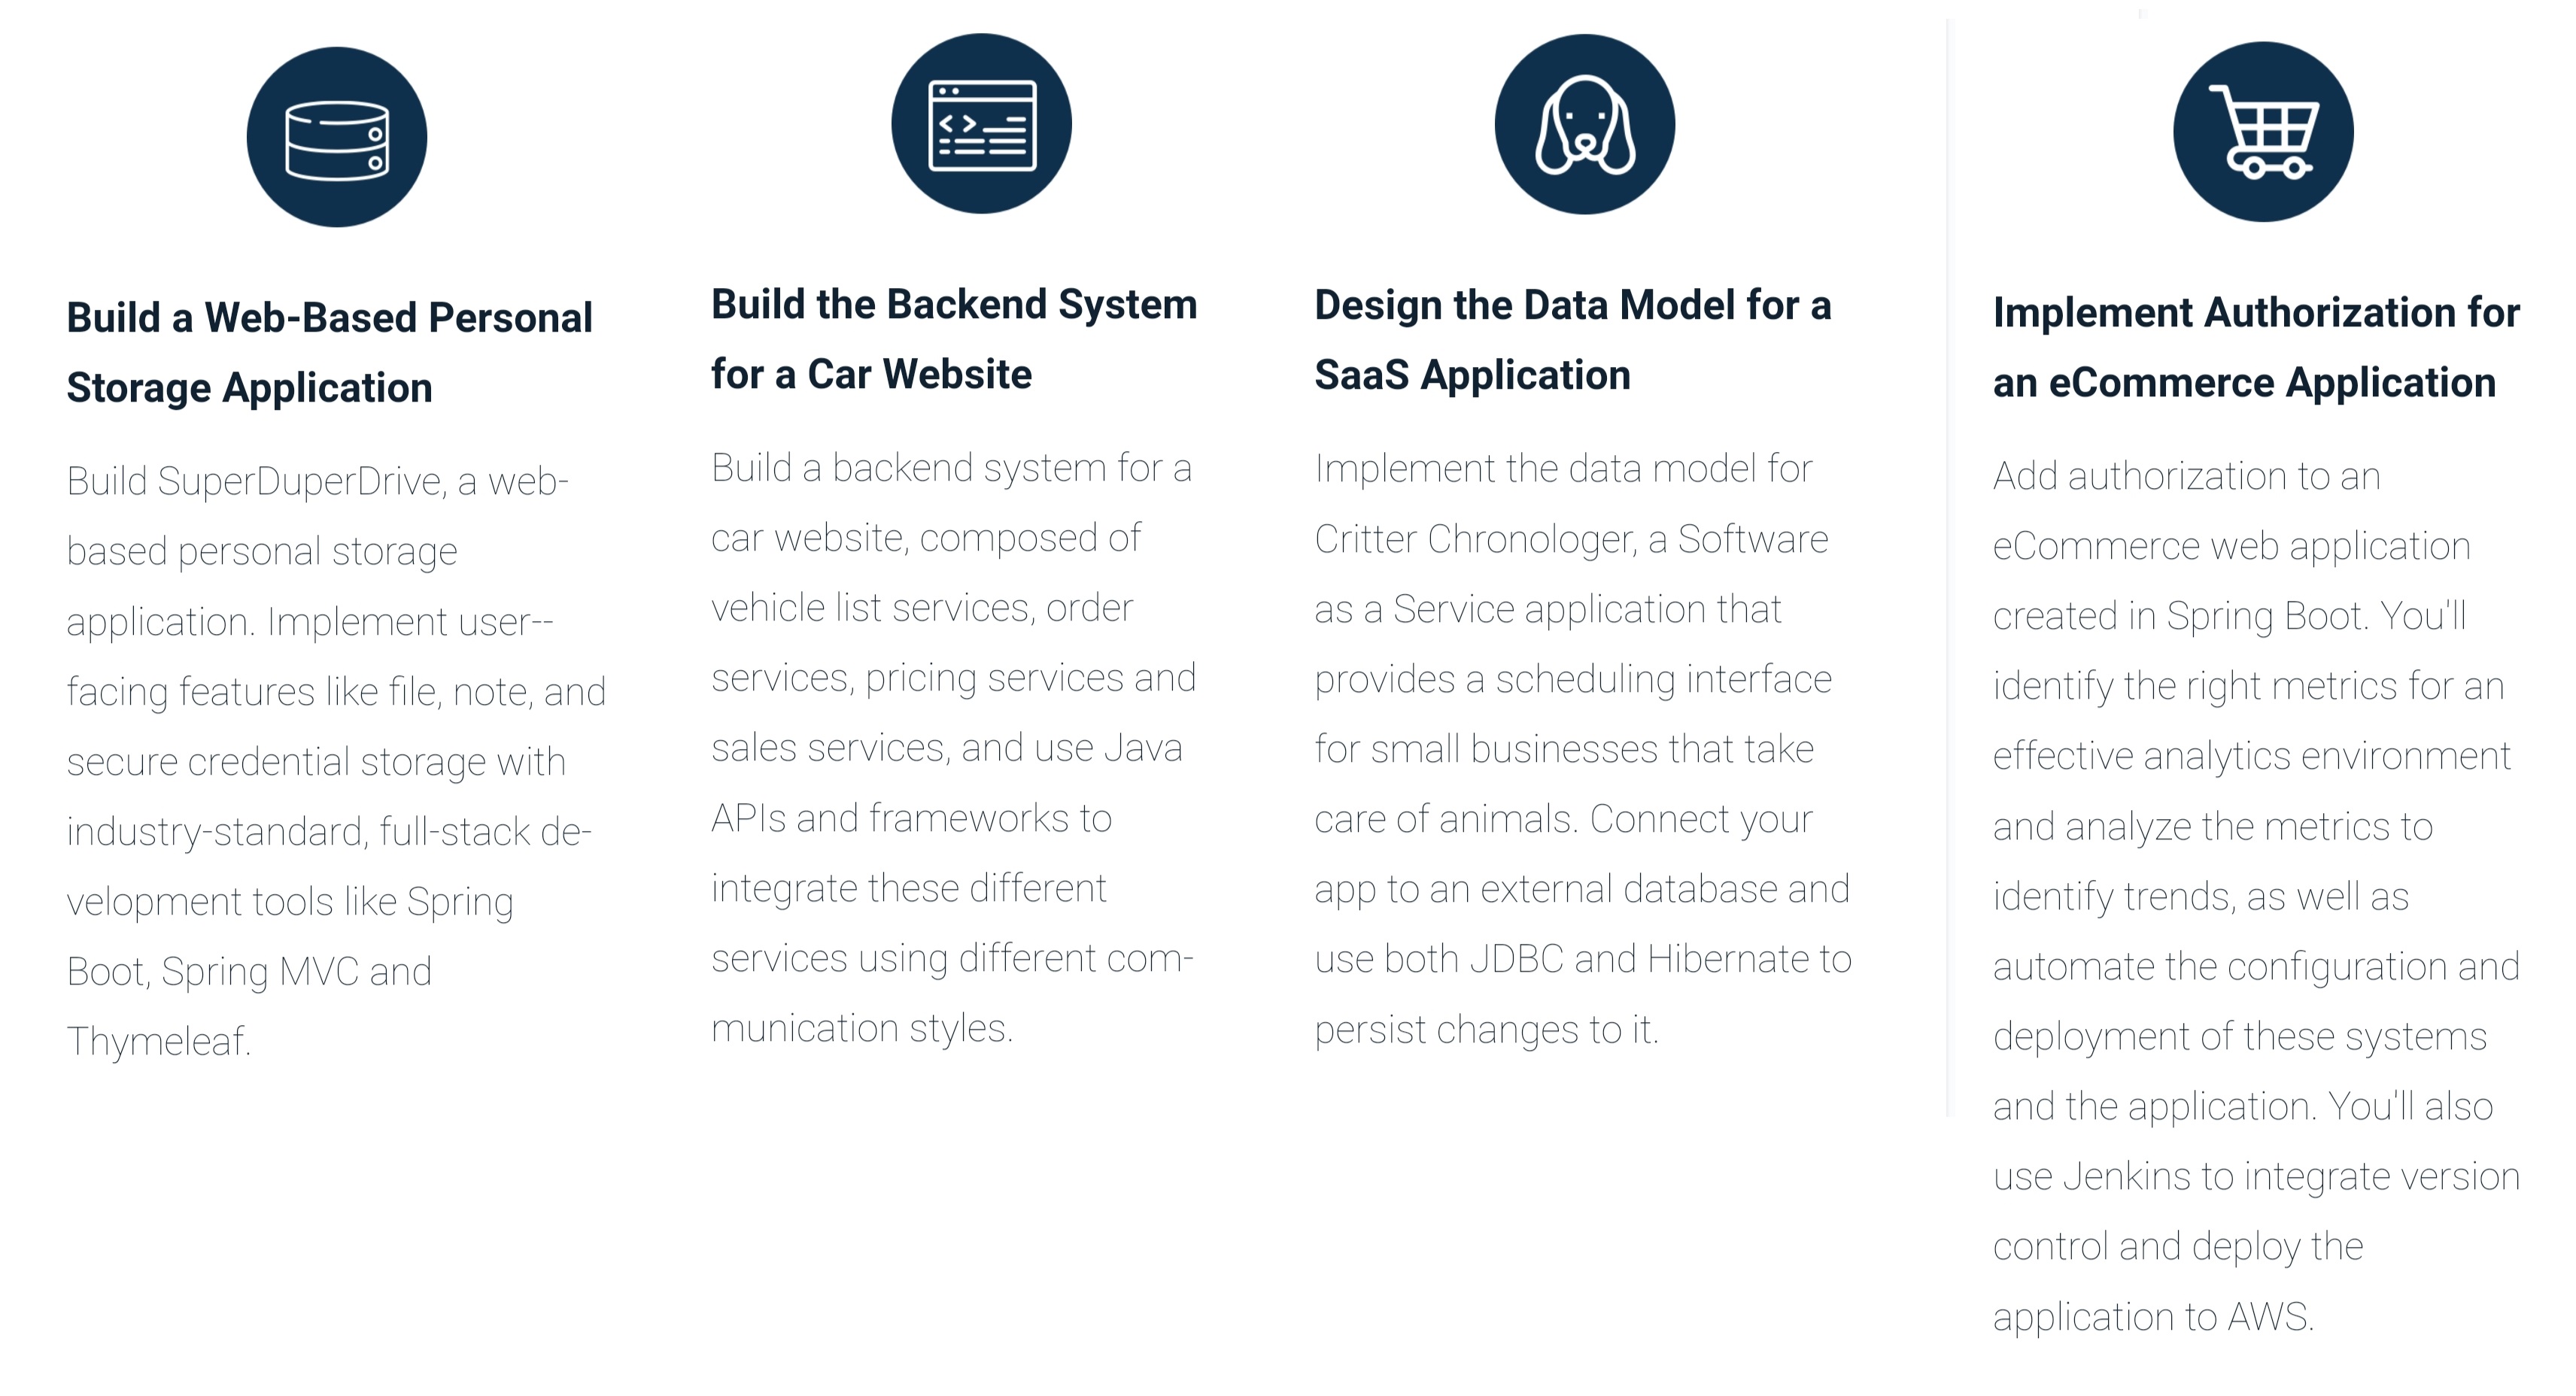 Build a Web-Based Personal
Storage Application
Build SuperDuperDrive, a web-
based personal storage
application. Implement user--
facing features like file, note, and
secure credential storage with
industry-standard, full-stack de-
velopment tools like Spring
Boot, Spring MVC and
Thymeleaf.
Build the Backend System
for a Car Website
Build a backend system for a
car website, composed of
vehicle list services, order
services, pricing services and
sales services, and use Java
APIs and frameworks to
integrate these different
services using different com-
munication styles.
Design the Data Model for a
SaaS Application
Implement the data model for
Critter Chronologer, a Software
as a Service application that
provides a scheduling interface
for small businesses that take
care of animals. Connect your
app to an external database and
use both JDBC and Hibernate to
persist changes to it.
Implement Authorization for
an eCommerce Application
Add authorization to an
eCommerce web application
created in Spring Boot. You'll
identify the right metrics for an
effective analytics environment
and analyze the metrics to
identify trends, as well as
automate the configuration and
deployment of these systems
and the application. You'll also
use Jenkins to integrate version
control and deploy the
application to AWS.